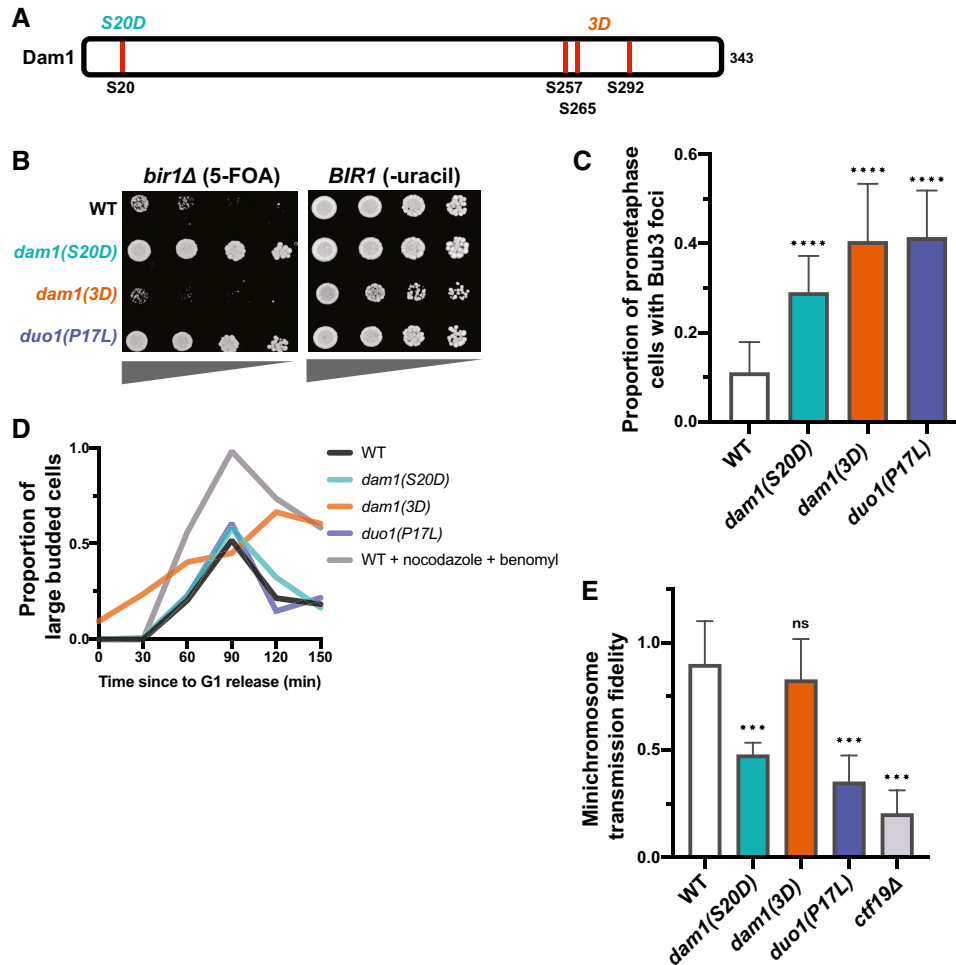 A
S20D
3D
Dam1
343
S20
S257
S292
S265
B
bir1Δ (5-FOA)
BIR1 (-uracil)
WT
dam1(S20D)
dam1(3D)
duo1(P17L)
C
Proportion of prometaphase
cells with Bub3 foci
0.6
0.4
0.2
0.0
****
****
****
WT
dam1(S20D)
dam1(3D)
duo1(P17L)
D
Proportion of
large budded cells
1.0
0.5
0.0
0
30
60
90
120
150
Time since to G1 release (min)
WT
dam1(S20D)
dam1(3D)
duo1(P17L)
WT + nocodazole + benomyl
E
Minichromosome
transmission fidelity
1.0
0.5
0.0
***
ns
***
***
WT
dam1(S20D)
dam1(3D)
duo1(P17L)
ctf19Δ